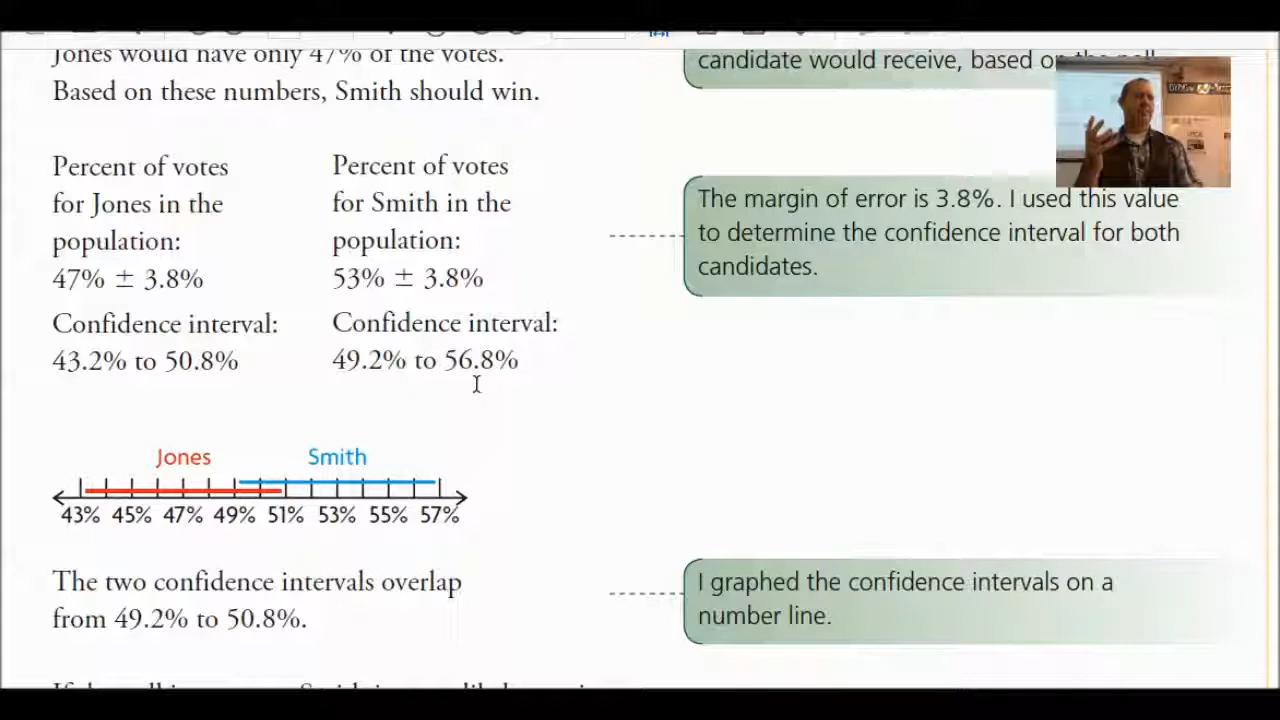 Jones would have only 47% of the votes.
Based on these numbers, Smith should win.
candidate would receive, based on the poll
Percent of votes
for Jones in the
population:
47% ± 3.8%
Confidence interval:
43.2% to 50.8%
Percent of votes
for Smith in the
population:
53% ± 3.8%
Confidence interval:
49.2% to 56.8%
The margin of error is 3.8%. I used this value
to determine the confidence interval for both
candidates.
Jones Smith
43% 45% 47% 49% 51% 53% 55% 57%
The two confidence intervals overlap
from 49.2% to 50.8%.
I graphed the confidence intervals on a
number line.